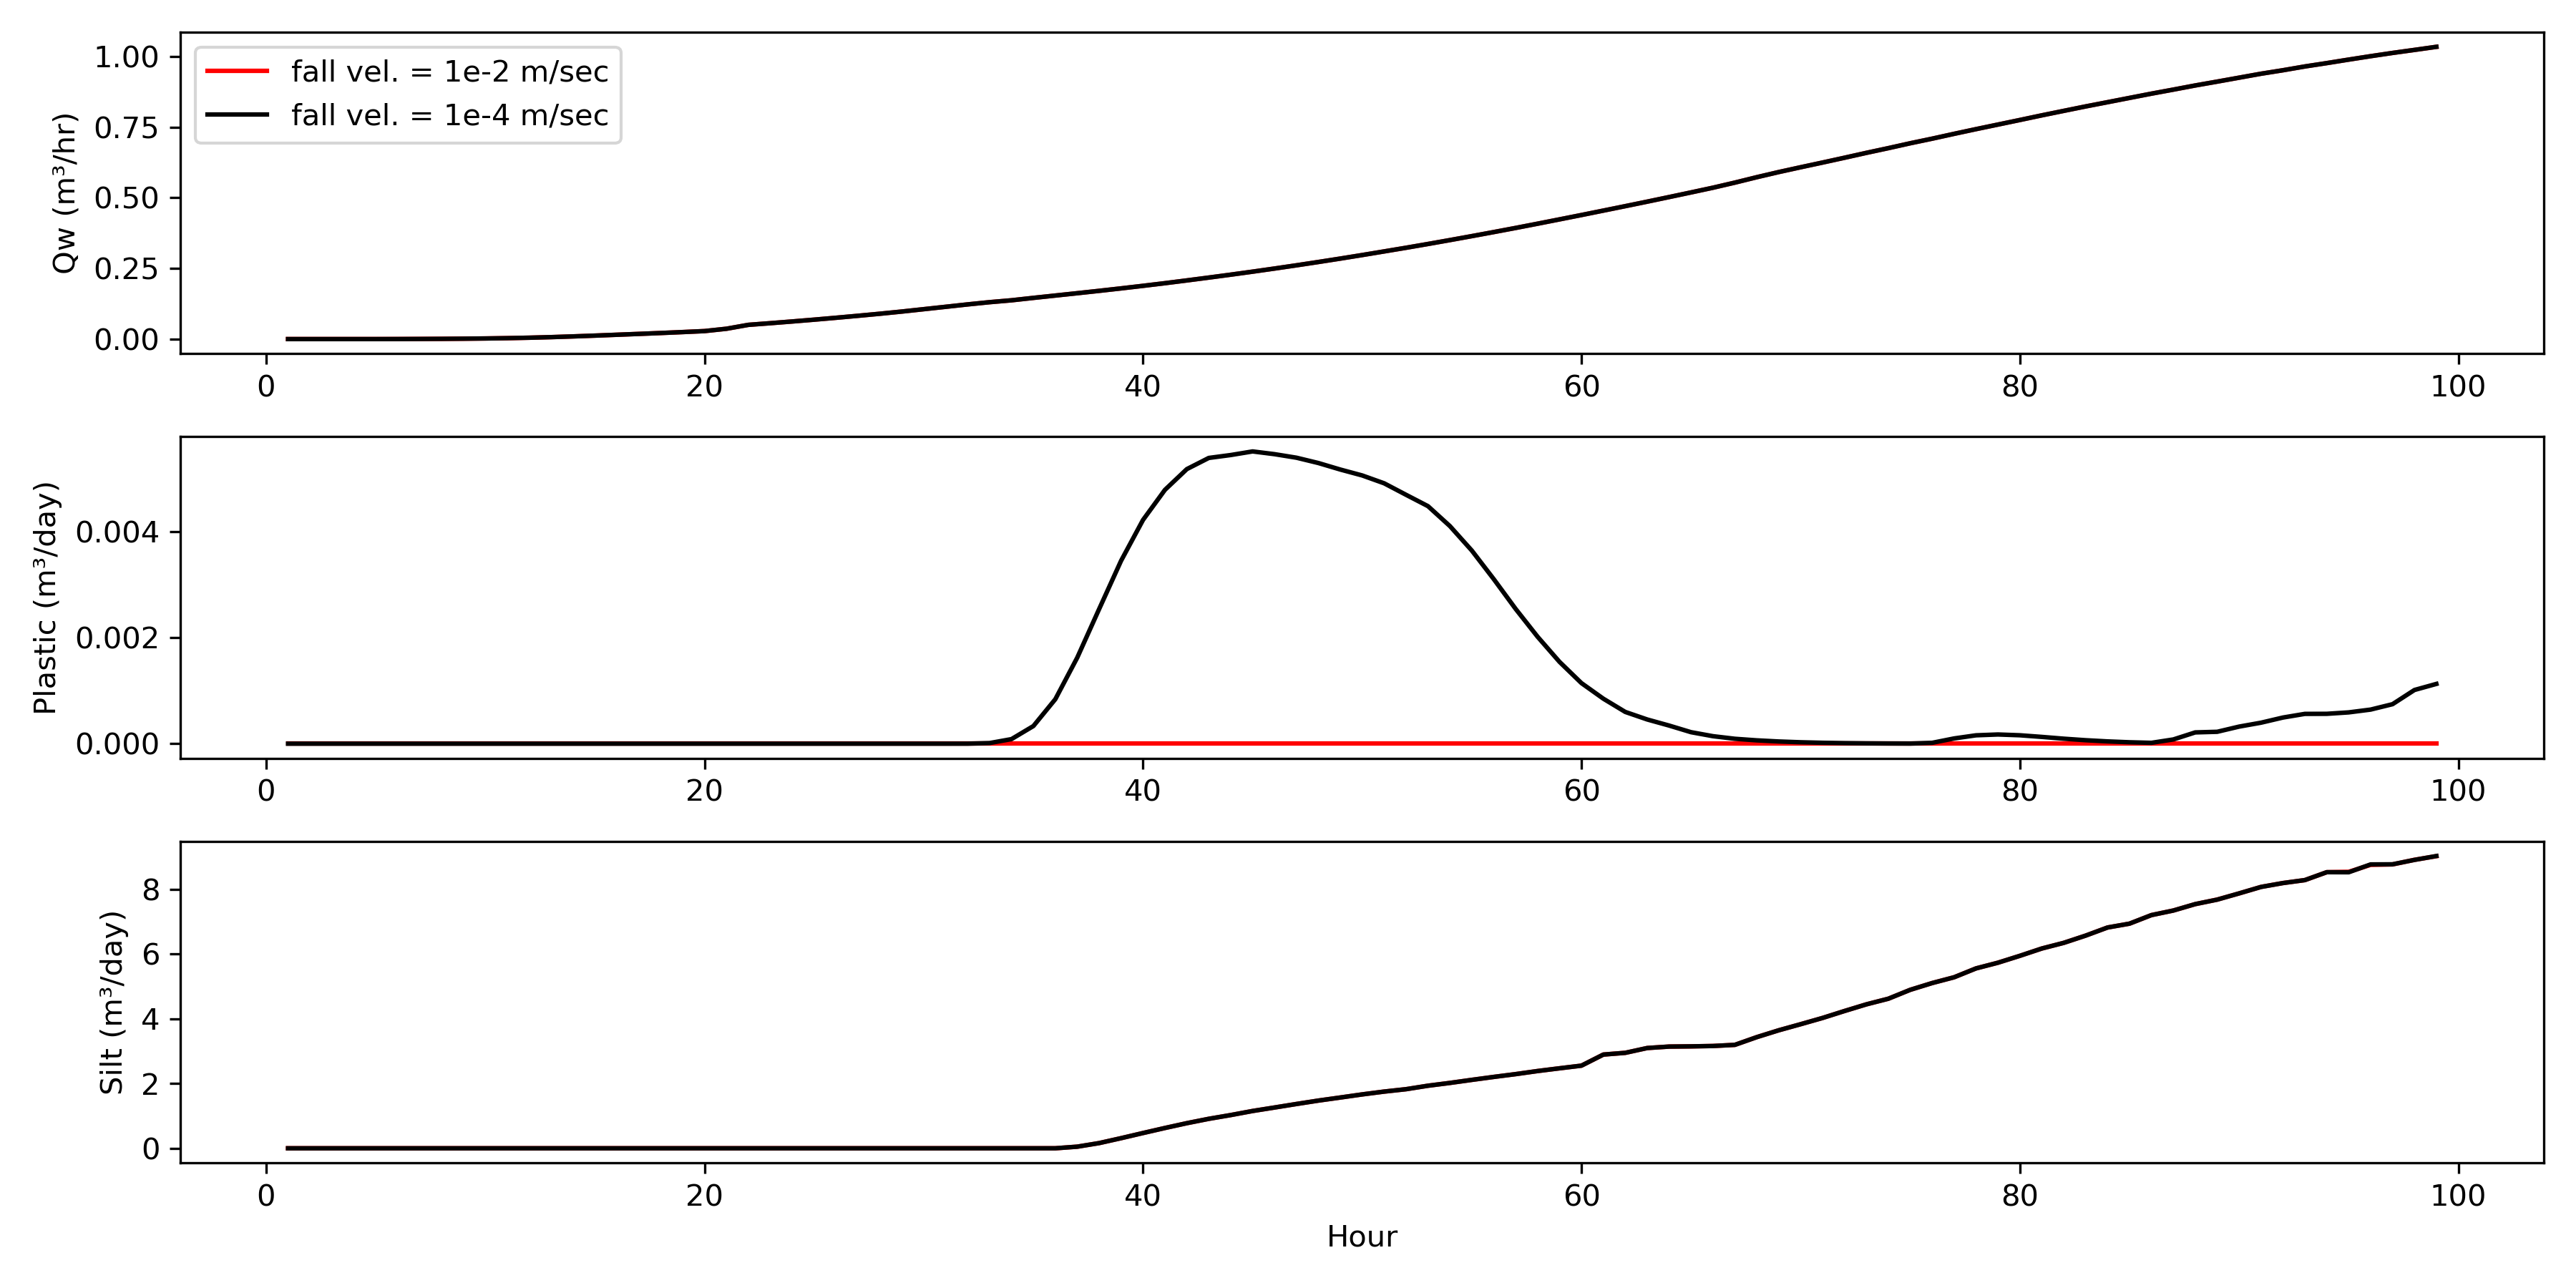 fall vel. = 1e-2 m/sec
fall vel. = 1e-4 m/sec
Qw (m³/hr)
1.00
0.75
0.50
0.25
0.00
0 20 40 60 80 100
Plastic (m³/day)
0.004
0.002
0.000
0 20 40 60 80 100
Silt (m³/day)
8
6
4
2
0
0 20 40 60 80 100
Hour